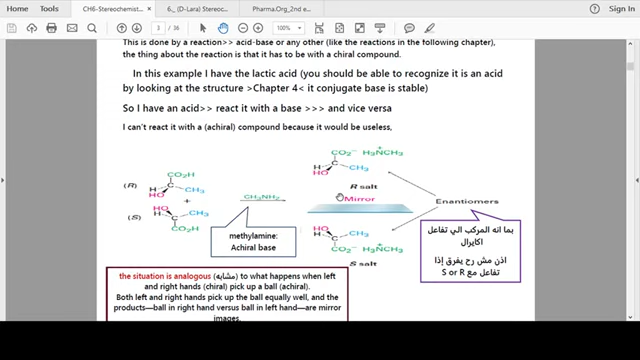 CH6-Stereochemist...
6._ (D-Lara) Stereoc...
Pharma.Org_2nd e...
Sign In
3 / 36
100%
This is done by a reaction>> acid-base or any other (like the reactions in the following chapter),
the thing about the reaction is that it has to be with a chiral compound.
In this example I have the lactic acid (you should be able to recognize it is an acid
by looking at the structure >Chapter 4< it conjugate base is stable)
So I have an acid>> react it with a base >>> and vice versa
I can't react it with a (achiral) compound because it would be useless,
CO2⁻ H3NCH3
+
H C CH3
HO
R salt
(R)
CO2H
H C CH3
HO
+
(S)
HO
H C CH3
CO2H
CH3NH2
methylamine:
Achiral base
Mirror
HO
H C CH3
CO2⁻ H3NCH3
+
S salt
Enantiomers
بما انه المركب الي تفاعل
اكايرال
اذن مش رح يفرق إذا
تفاعل مع S or R
the situation is analogous (مشابه) to what happens when left
and right hands (chiral) pick up a ball (achiral).
Both left and right hands pick up the ball equally well, and the
products—ball in right hand versus ball in left hand—are mirror
images.